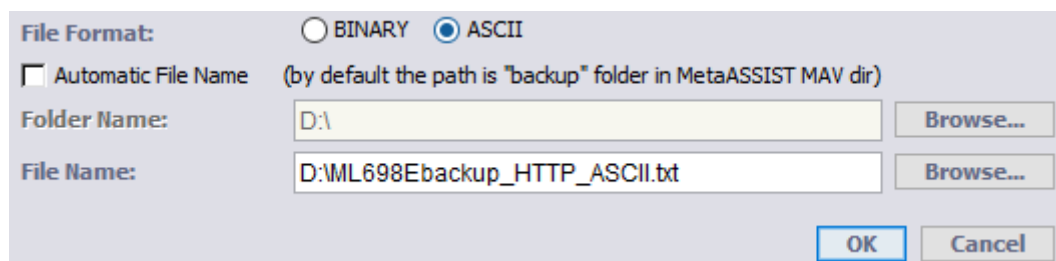 File Format: BINARY ASCII
Automatic File Name (by default the path is "backup" folder in MetaASSIST MAV dir)
Folder Name: D:\ Browse...
File Name: D:\ML698Ebackup_HTTP_ASCII.txt Browse...
OK Cancel